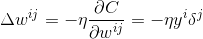 Δw^{ij} = −η ∂C/∂w^{ij} = −ηy^i δ^j